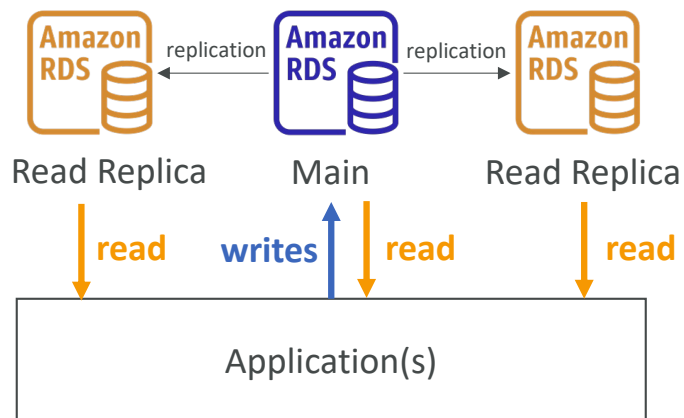 Amazon
RDS
replication
Amazon
RDS
replication
Amazon
RDS
Read Replica
Main
Read Replica
read
writes
read
read
Application(s)